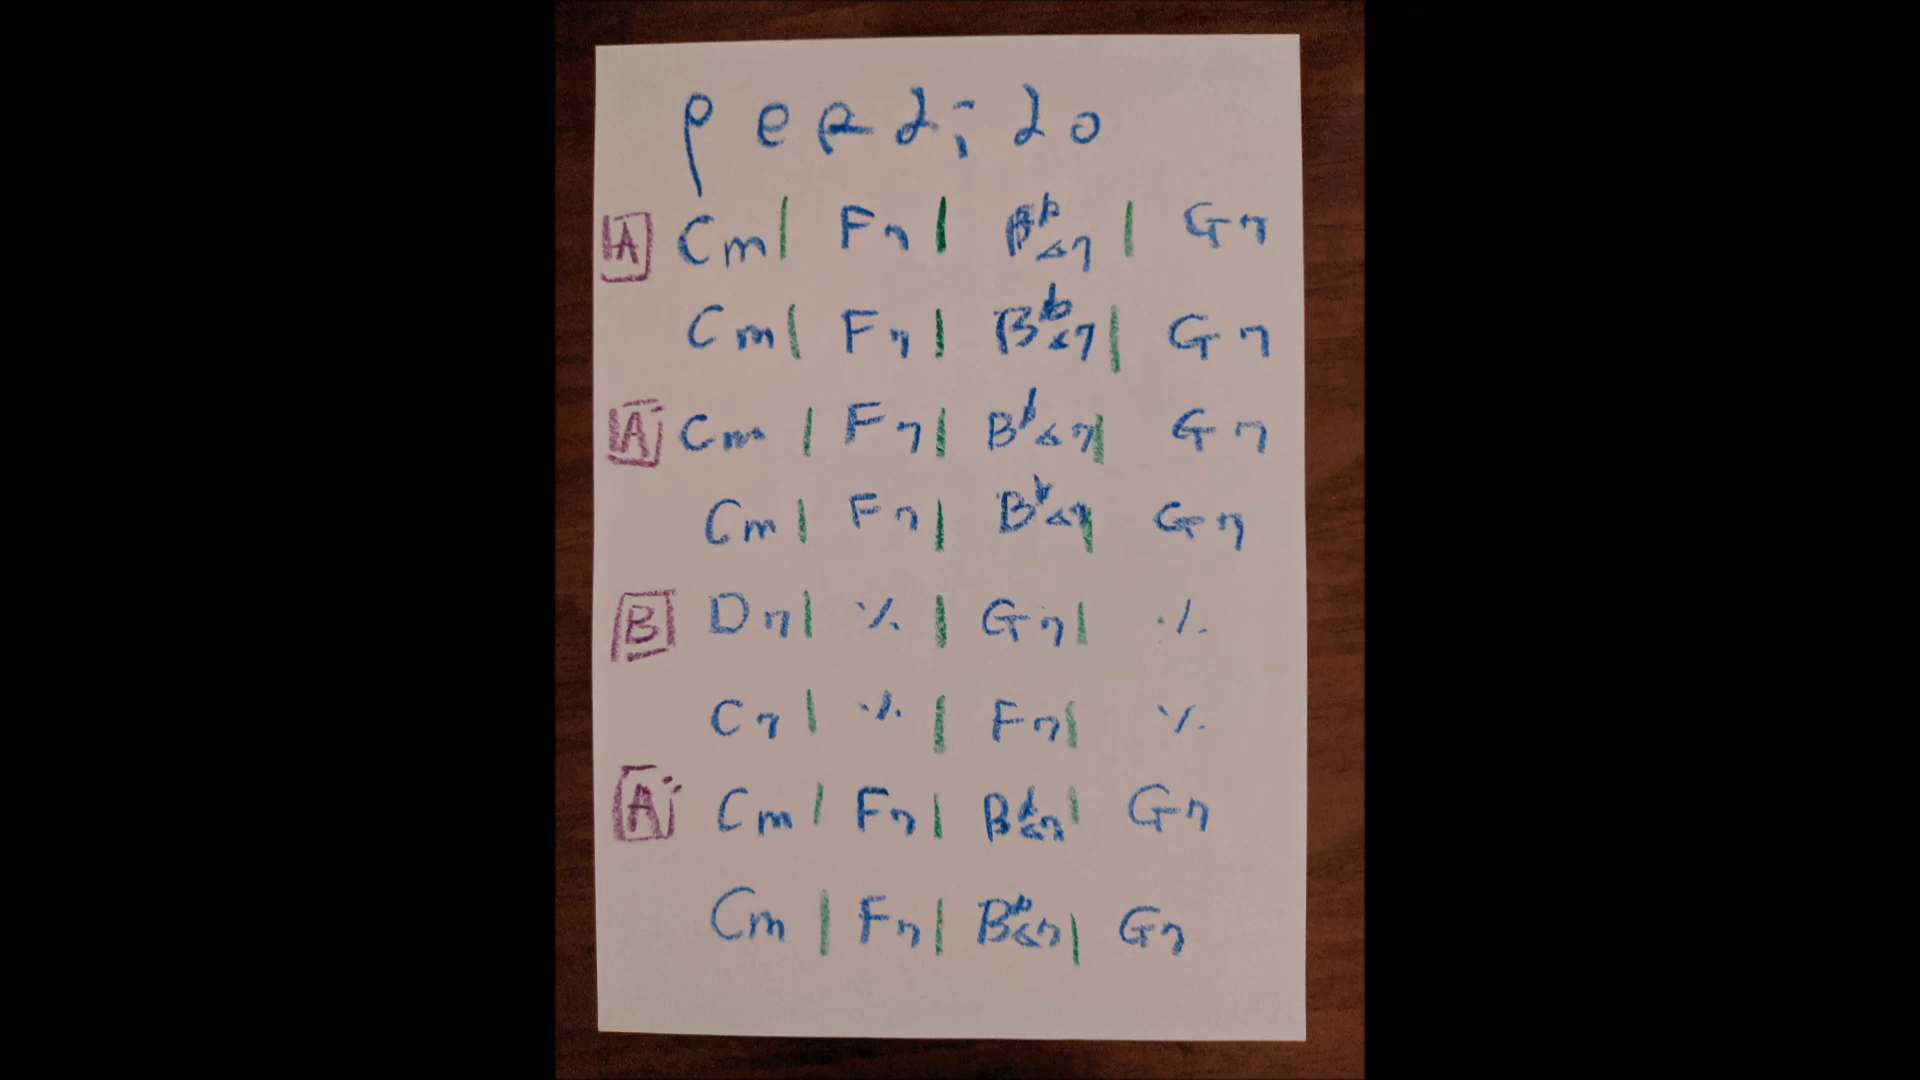 perdido
A Cm | F7 | B♭Δ7 | G7
Cm | F7 | B♭Δ7 | G7
A' Cm | F7 | B♭Δ7 | G7
Cm | F7 | B♭Δ7 | G7
B D7 | ٪ | G7 | ٪
C7 | ٪ | F7 | ٪
A'' Cm | F7 | B♭Δ7 | G7
Cm | F7 | B♭Δ7 | G7